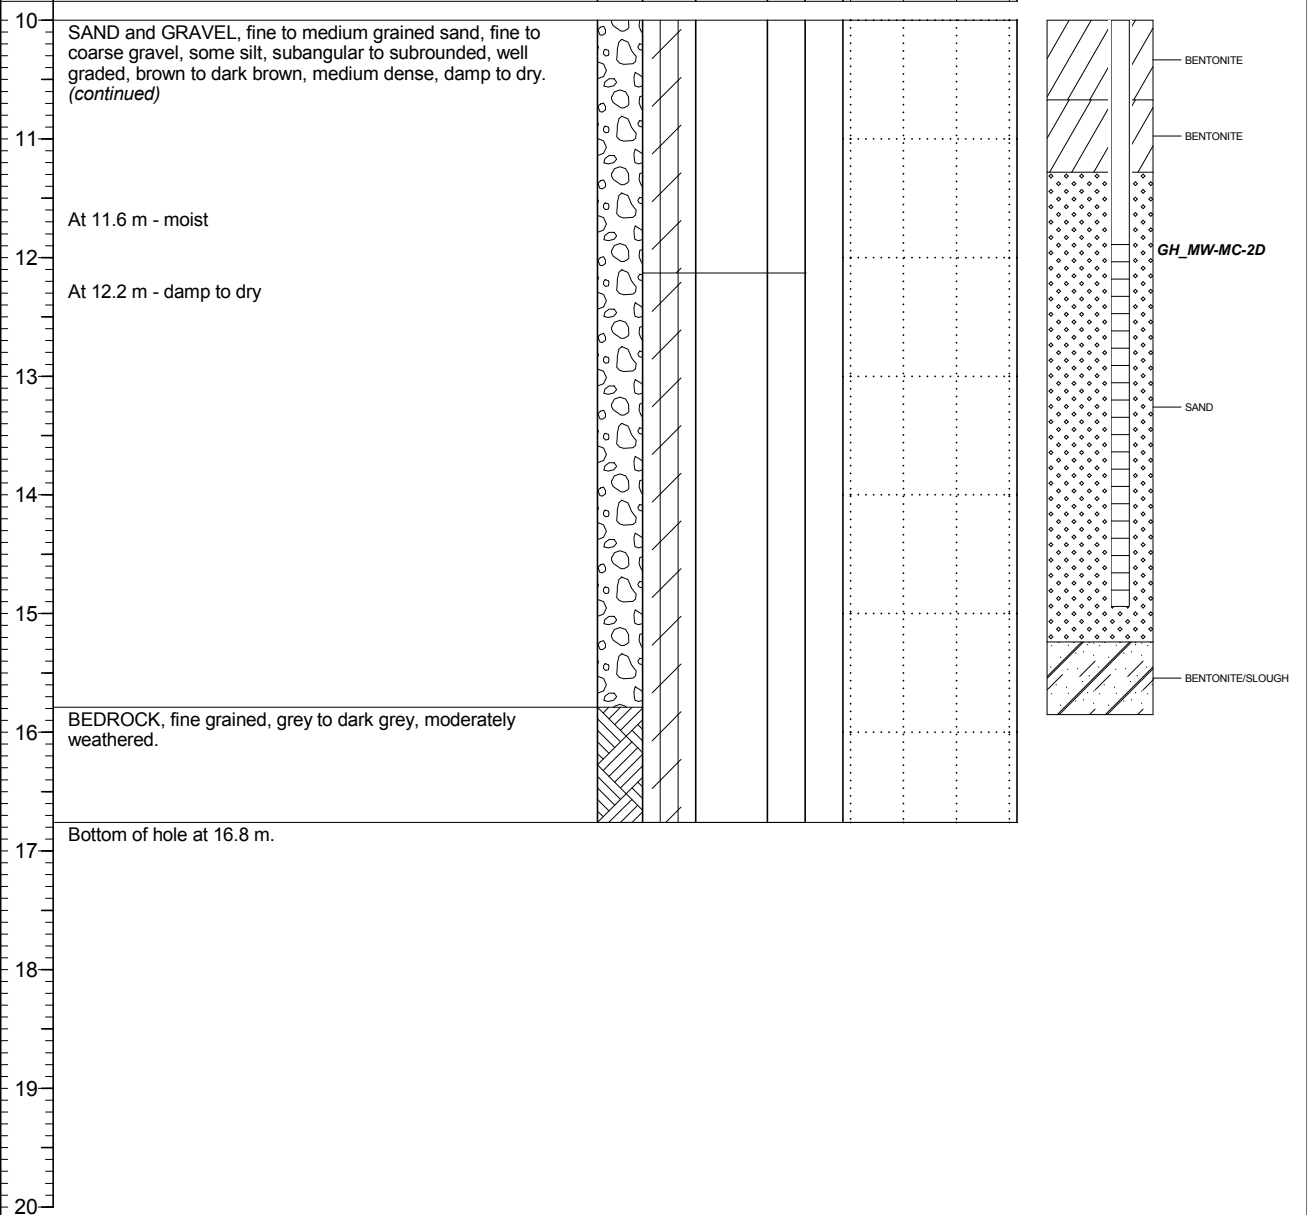 10
SAND and GRAVEL, fine to medium grained sand, fine to
coarse gravel, some silt, subangular to subrounded, well
graded, brown to dark brown, medium dense, damp to dry.
(continued)
BENTONITE
11
BENTONITE
At 11.6 m - moist
12
GH_MW-MC-2D
At 12.2 m - damp to dry
13
SAND
14
15
BENTONITE/SLOUGH
BEDROCK, fine grained, grey to dark grey, moderately
weathered.
16
Bottom of hole at 16.8 m.
17
18
19
20